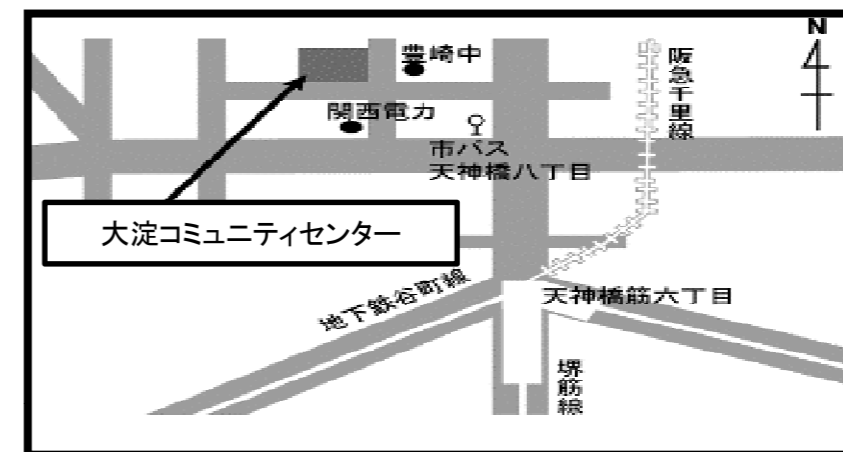 N
豊崎中
阪急千里線
関西電力
市バス
天神橋八丁目
大淀コミュニティセンター
地下鉄谷町線
天神橋筋六丁目
堺筋線